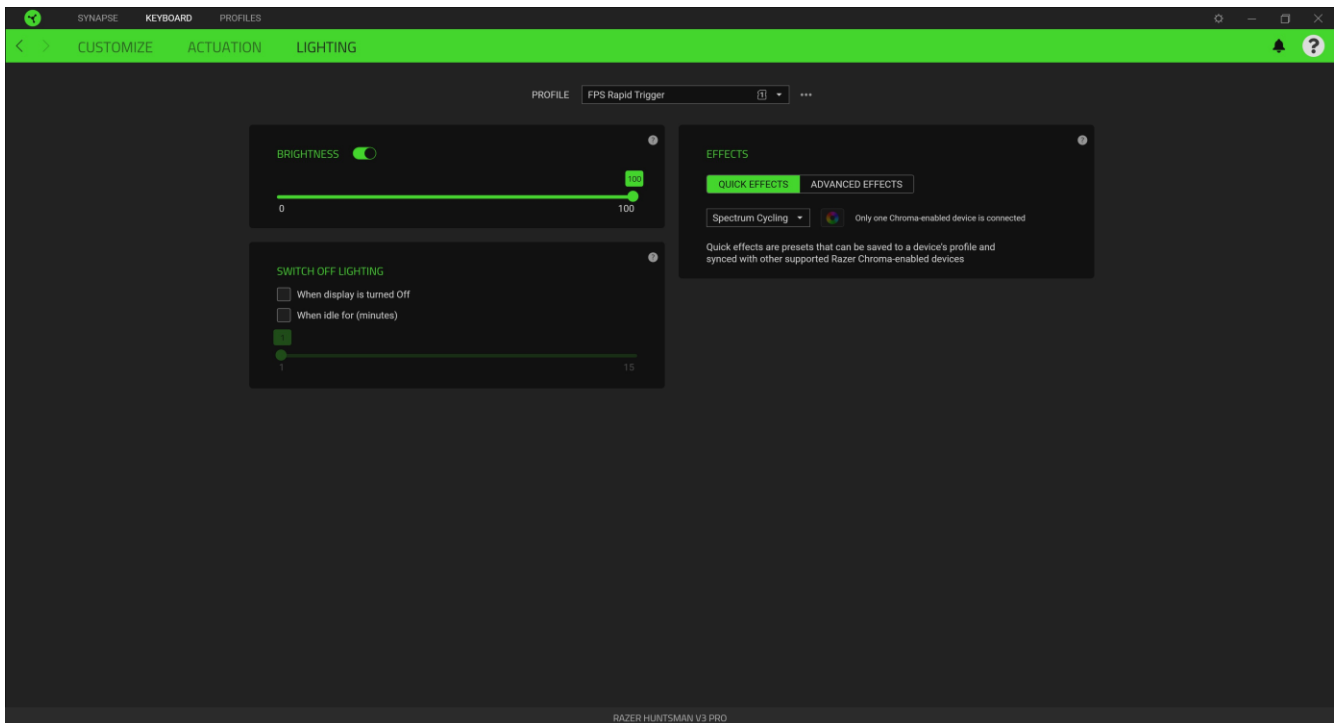 SYNAPSE KEYBOARD PROFILES
CUSTOMIZE ACTUATION LIGHTING
?
PROFILE FPS Rapid Trigger 1 ...
?
BRIGHTNESS
100
0 100
?
SWITCH OFF LIGHTING
When display is turned Off
When idle for (minutes)
1
1 15
?
EFFECTS
QUICK EFFECTS ADVANCED EFFECTS
Spectrum Cycling Only one Chroma-enabled device is connected
Quick effects are presets that can be saved to a device's profile and
synced with other supported Razer Chroma-enabled devices
RAZER HUNTSMAN V3 PRO